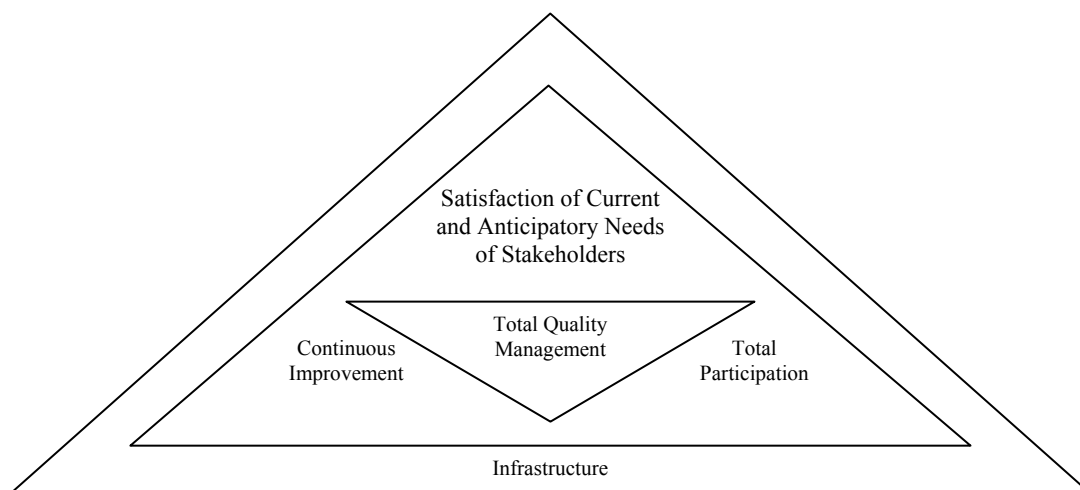 Satisfaction of Current
and Anticipatory Needs
of Stakeholders
Total Quality
Management
Continuous
Improvement
Total
Participation
Infrastructure